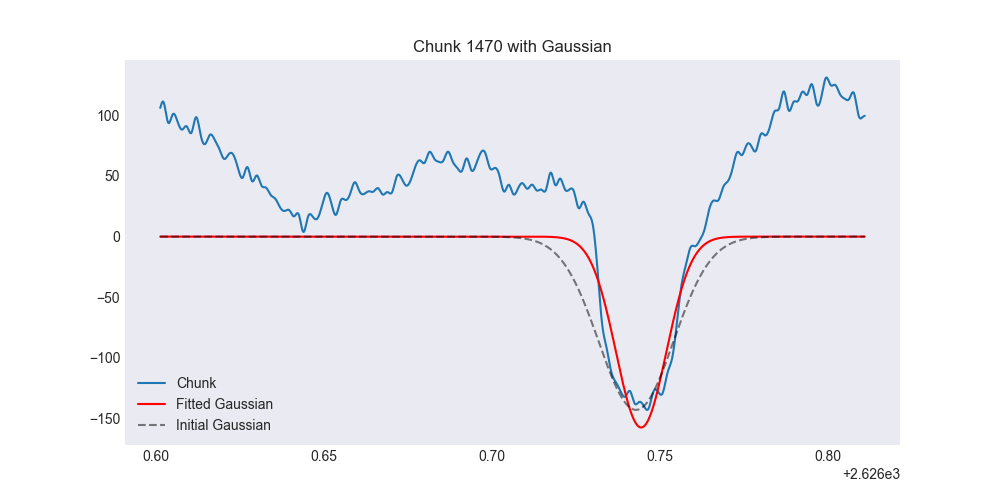 Chunk 1470 with Gaussian
100
50
0
−50
−100
−150
Chunk
Fitted Gaussian
Initial Gaussian
0.60 0.65 0.70 0.75 0.80
+2.626e3